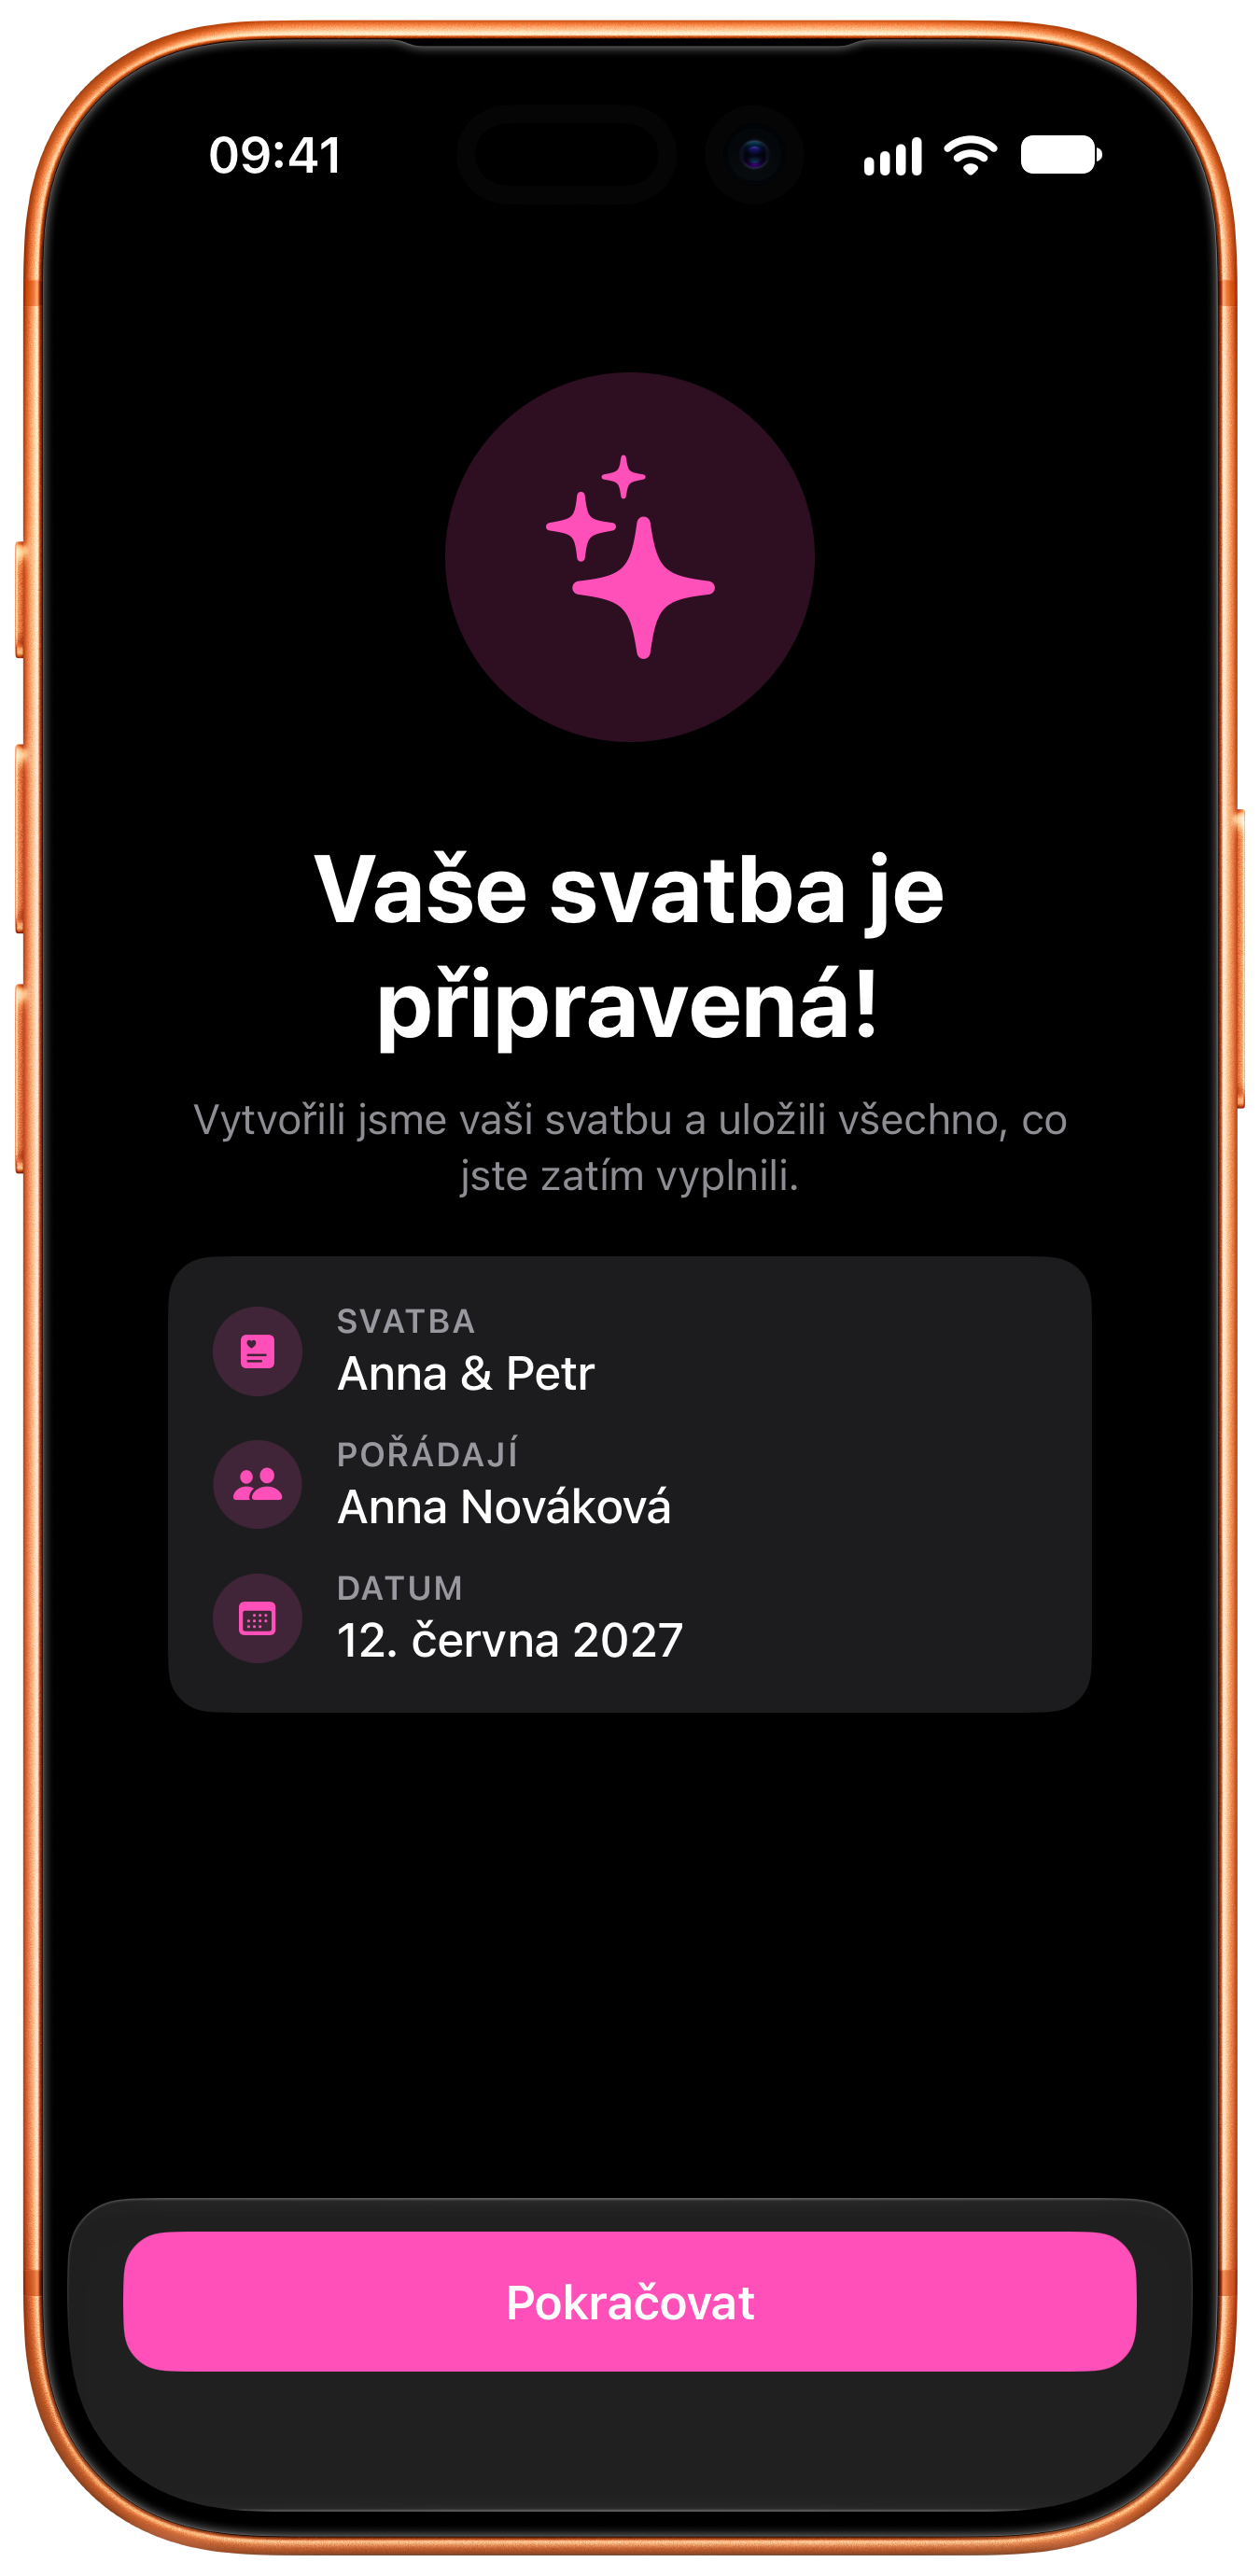 09:41
Vaše svatba je
připravená!
Vytvořili jsme vaši svatbu a uložili všechno, co
jste zatím vyplnili.
SVATBA
Anna & Petr
POŘÁDAJÍ
Anna Nováková
DATUM
12. června 2027
Pokračovat